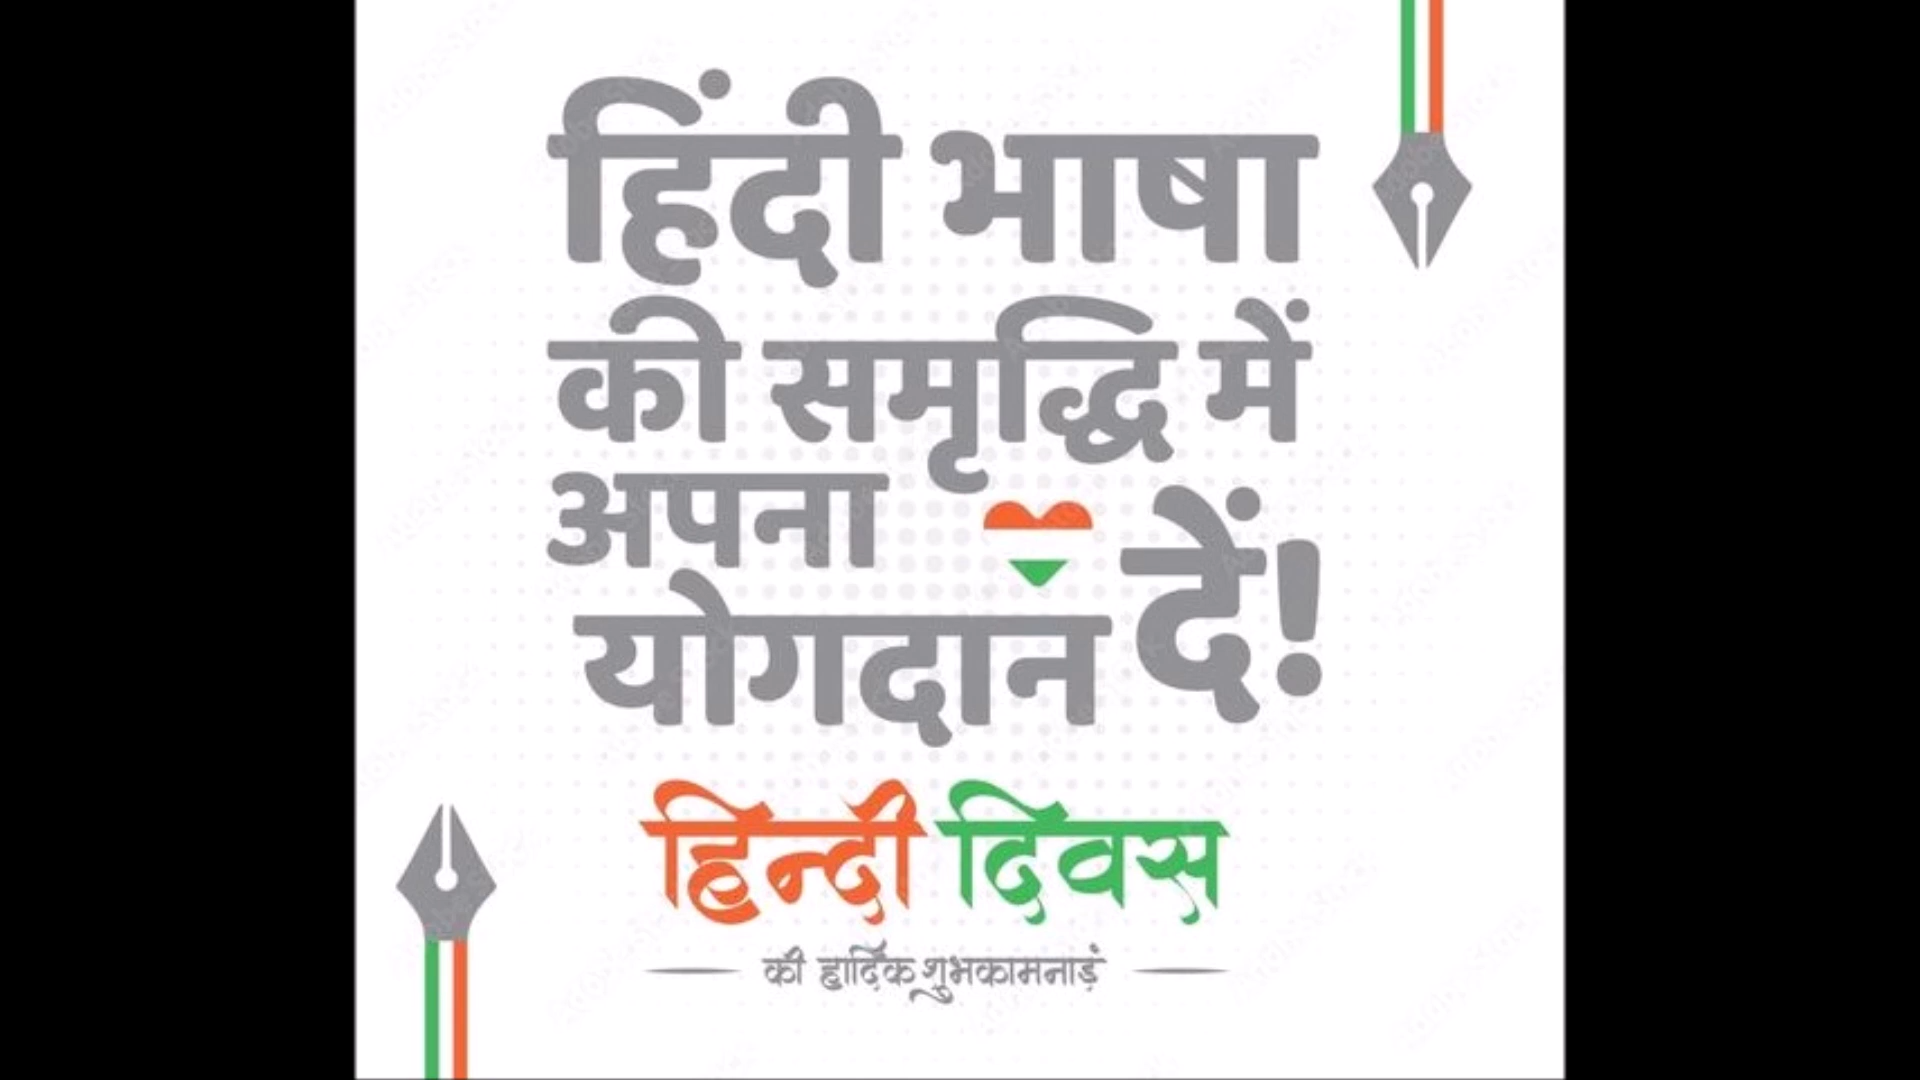 हिंदी भाषा
की समृद्धि में
अपना
योगदान दें!
हिन्दी दिवस
की हार्दिक शुभकामनाएं